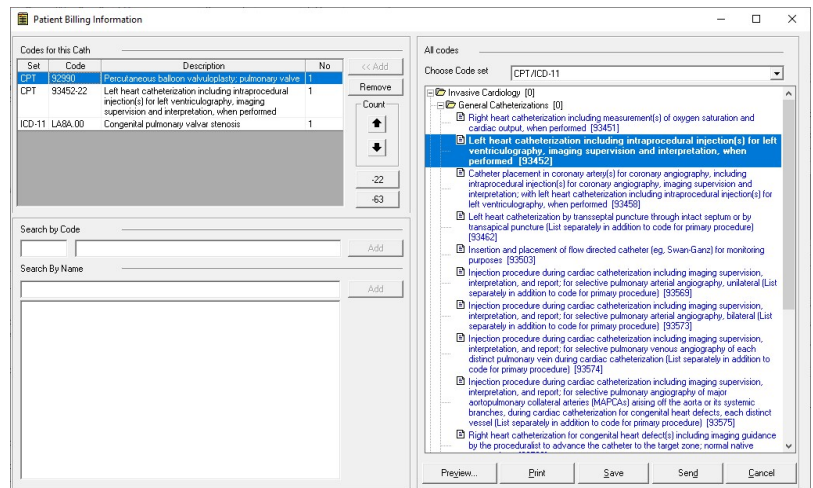 Patient Billing Information
Codes for this Cath
Set Code Description No
CPT 92990 Percutaneous balloon valvuloplasty; pulmonary valve 1
CPT 93452-22 Left heart catheterization including intraprocedural 1
injection(s) for left ventriculography, imaging
supervision and interpretation, when performed
ICD-11 LA8A.00 Congenital pulmonary valvar stenosis 1
<< Add
Remove
Count
-22
-63
Search by Code
Add
Search By Name
Add
All codes
Choose Code set CPT/ICD-11
Invasive Cardiology [0]
General Catheterizations [0]
Right heart catheterization including measurement(s) of oxygen saturation and
cardiac output, when performed [93451]
Left heart catheterization including intraprocedural injection(s) for left
ventriculography, imaging supervision and interpretation, when
performed [93452]
Catheter placement in coronary artery(s) for coronary angiography, including
intraprocedural injection(s) for coronary angiography, imaging supervision and
interpretation; with left heart catheterization including intraprocedural injection(s) for
left ventriculography, when performed [93458]
Left heart catheterization by transseptal puncture through intact septum or by
transapical puncture (List separately in addition to code for primary procedure)
[93462]
Insertion and placement of flow directed catheter (eg, Swan-Ganz) for monitoring
purposes [93503]
Injection procedure during cardiac catheterization including imaging supervision,
interpretation, and report; for selective pulmonary arterial angiography, unilateral (List
separately in addition to code for primary procedure) [93569]
Injection procedure during cardiac catheterization including imaging supervision,
interpretation, and report; for selective pulmonary arterial angiography, bilateral (List
separately in addition to code for primary procedure) [93573]
Injection procedure during cardiac catheterization including imaging supervision,
interpretation, and report; for selective pulmonary venous angiography of each
distinct pulmonary vein during cardiac catheterization (List separately in addition to
code for primary procedure) [93574]
Injection procedure during cardiac catheterization including imaging supervision,
interpretation, and report; for selective pulmonary angiography of major
aortopulmonary collateral arteries (MAPCAs) arising off the aorta or its systemic
branches, during cardiac catheterization for congenital heart defects, each distinct
vessel (List separately in addition to code for primary procedure) [93575]
Right heart catheterization for congenital heart defect(s) including imaging guidance
by the proceduralist to advance the catheter to the target zone; normal native
Preview... Print Save Send Cancel